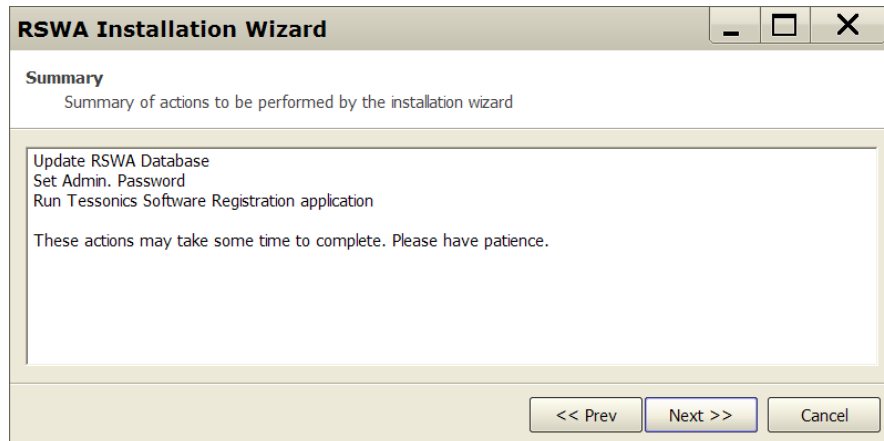 RSWA Installation Wizard
Summary
Summary of actions to be performed by the installation wizard
Update RSWA Database
Set Admin. Password
Run Tessonics Software Registration application
These actions may take some time to complete. Please have patience.
<< Prev
Next >>
Cancel